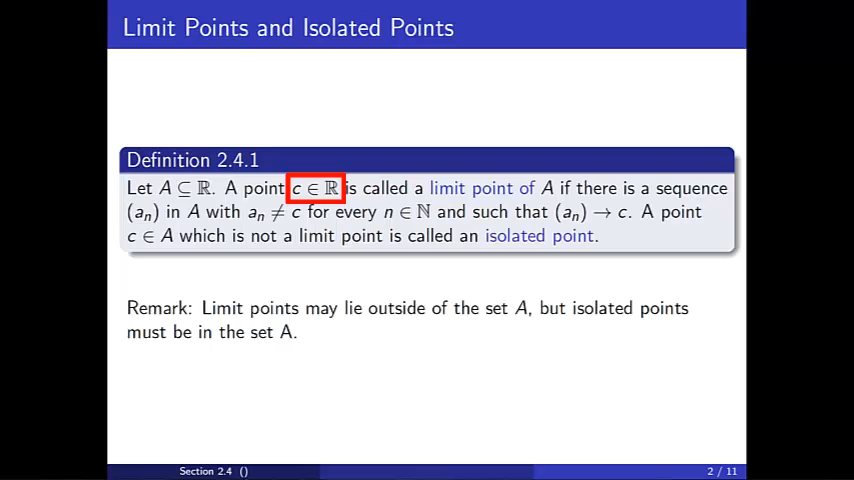 Limit Points and Isolated Points
Definition 2.4.1
Let A ⊆ ℝ. A point c ∈ ℝ is called a limit point of A if there is a sequence
(aₙ) in A with aₙ ≠ c for every n ∈ ℕ and such that (aₙ) → c. A point
c ∈ A which is not a limit point is called an isolated point.
Remark: Limit points may lie outside of the set A, but isolated points
must be in the set A.
Section 2.4 ()
2 / 11